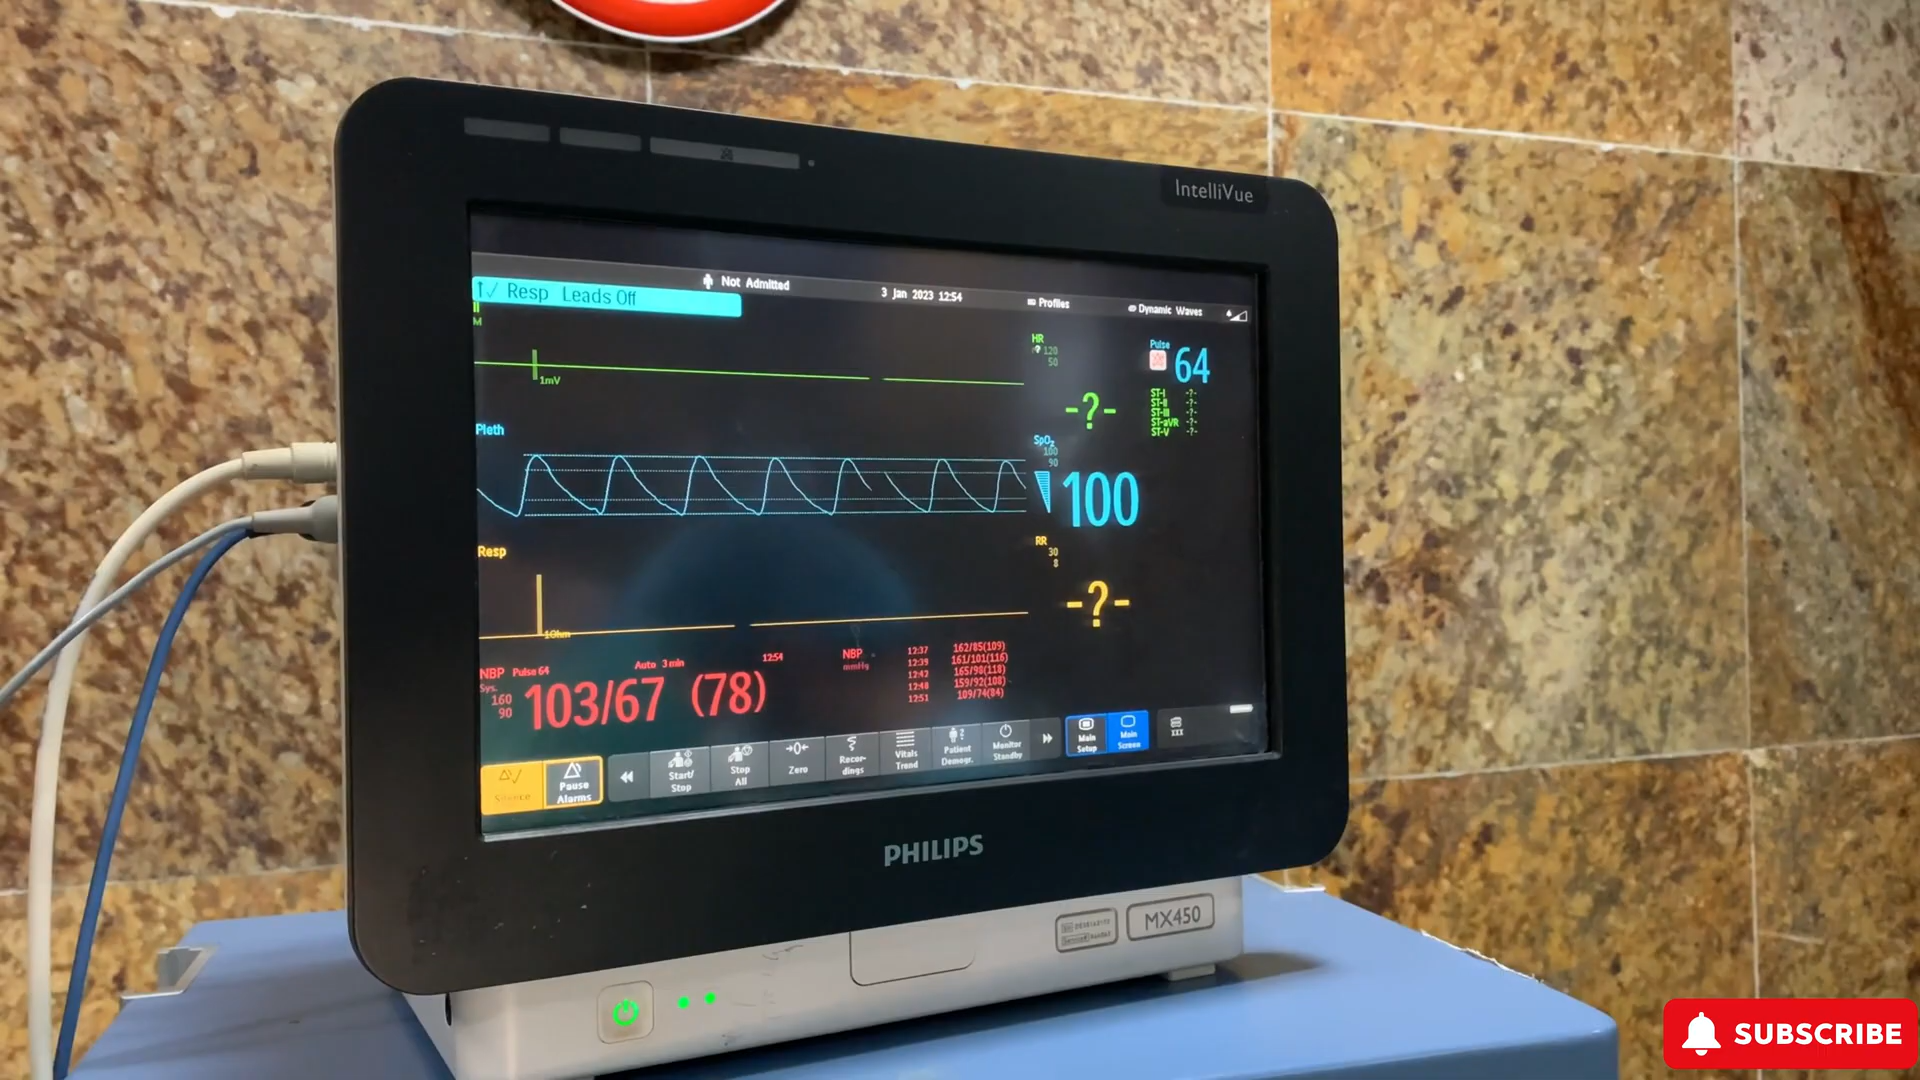 IntelliVue
Resp Leads Off
Not Admitted
3 Jan 2023 12:54
Profiles
Dynamic Waves
II
M
1mV
HR
120
50
-?-
Pulse
64
ST-I -?-
ST-II -?-
ST-III -?-
ST-aVR -?-
ST-V -?-
Pleth
SpO₂
100
90
100
Resp
1Ohm
RR
30
8
-?-
NBP Pulse 64 Auto 3 min 12:54
Sys.
160
90
103/67 (78)
NBP
mmHg
12:37 162/85(109)
12:39 161/101(116)
12:42 165/98(118)
12:48 159/92(108)
12:51 109/74(84)
Silence
Pause
Alarms
Start/
Stop
Stop
All
Zero
Recor-
dings
Vitals
Trend
Patient
Demogr.
Monitor
Standby
Main
Setup
Main
Screen
PHILIPS
MX450
SUBSCRIBE